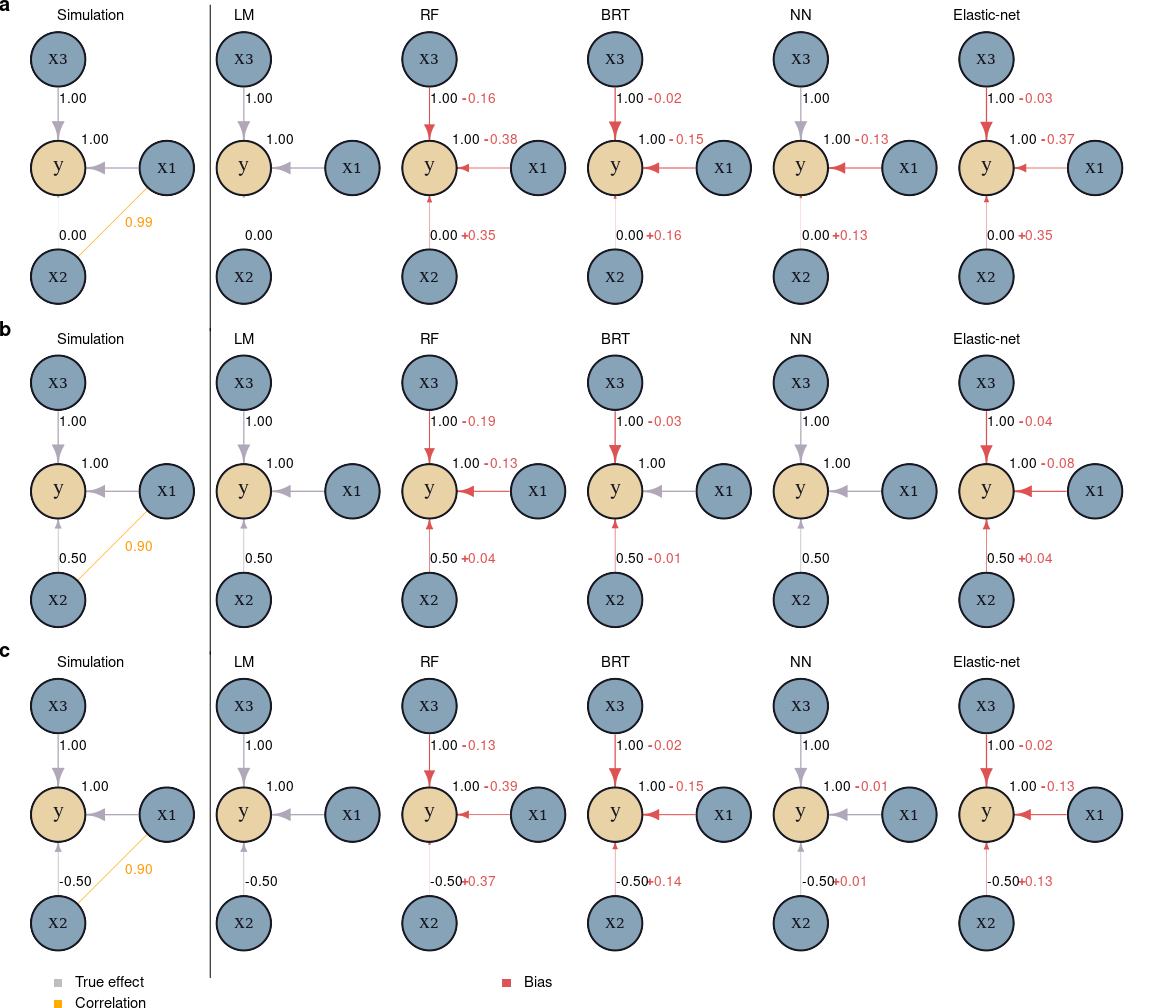 a
Simulation LM RF BRT NN Elastic-net
X3 X3 X3 X3 X3 X3
1.00 1.00 1.00 -0.16 1.00 -0.02 1.00 1.00 -0.03
1.00 1.00 1.00 -0.38 1.00 -0.15 1.00 -0.13 1.00 -0.37
y X1 y X1 y X1 y X1 y X1 y X1
0.99
0.00 0.00 0.00 +0.35 0.00 +0.16 0.00 +0.13 0.00 +0.35
X2 X2 X2 X2 X2 X2
b
Simulation LM RF BRT NN Elastic-net
X3 X3 X3 X3 X3 X3
1.00 1.00 1.00 -0.19 1.00 -0.03 1.00 1.00 -0.04
1.00 1.00 1.00 -0.13 1.00 1.00 1.00 -0.08
y X1 y X1 y X1 y X1 y X1 y X1
0.90
0.50 0.50 0.50 +0.04 0.50 -0.01 0.50 0.50 +0.04
X2 X2 X2 X2 X2 X2
c
Simulation LM RF BRT NN Elastic-net
X3 X3 X3 X3 X3 X3
1.00 1.00 1.00 -0.13 1.00 -0.02 1.00 1.00 -0.02
1.00 1.00 1.00 -0.39 1.00 -0.15 1.00 -0.01 1.00 -0.13
y X1 y X1 y X1 y X1 y X1 y X1
0.90
-0.50 -0.50 -0.50 +0.37 -0.50 +0.14 -0.50 +0.01 -0.50 +0.13
X2 X2 X2 X2 X2 X2
True effect Bias
Correlation